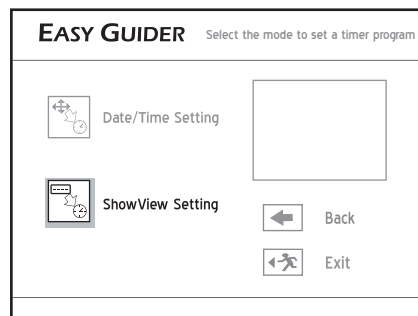 EASY GUIDER Select the mode to set a timer program
Date/Time Setting
ShowView Setting
Back
Exit